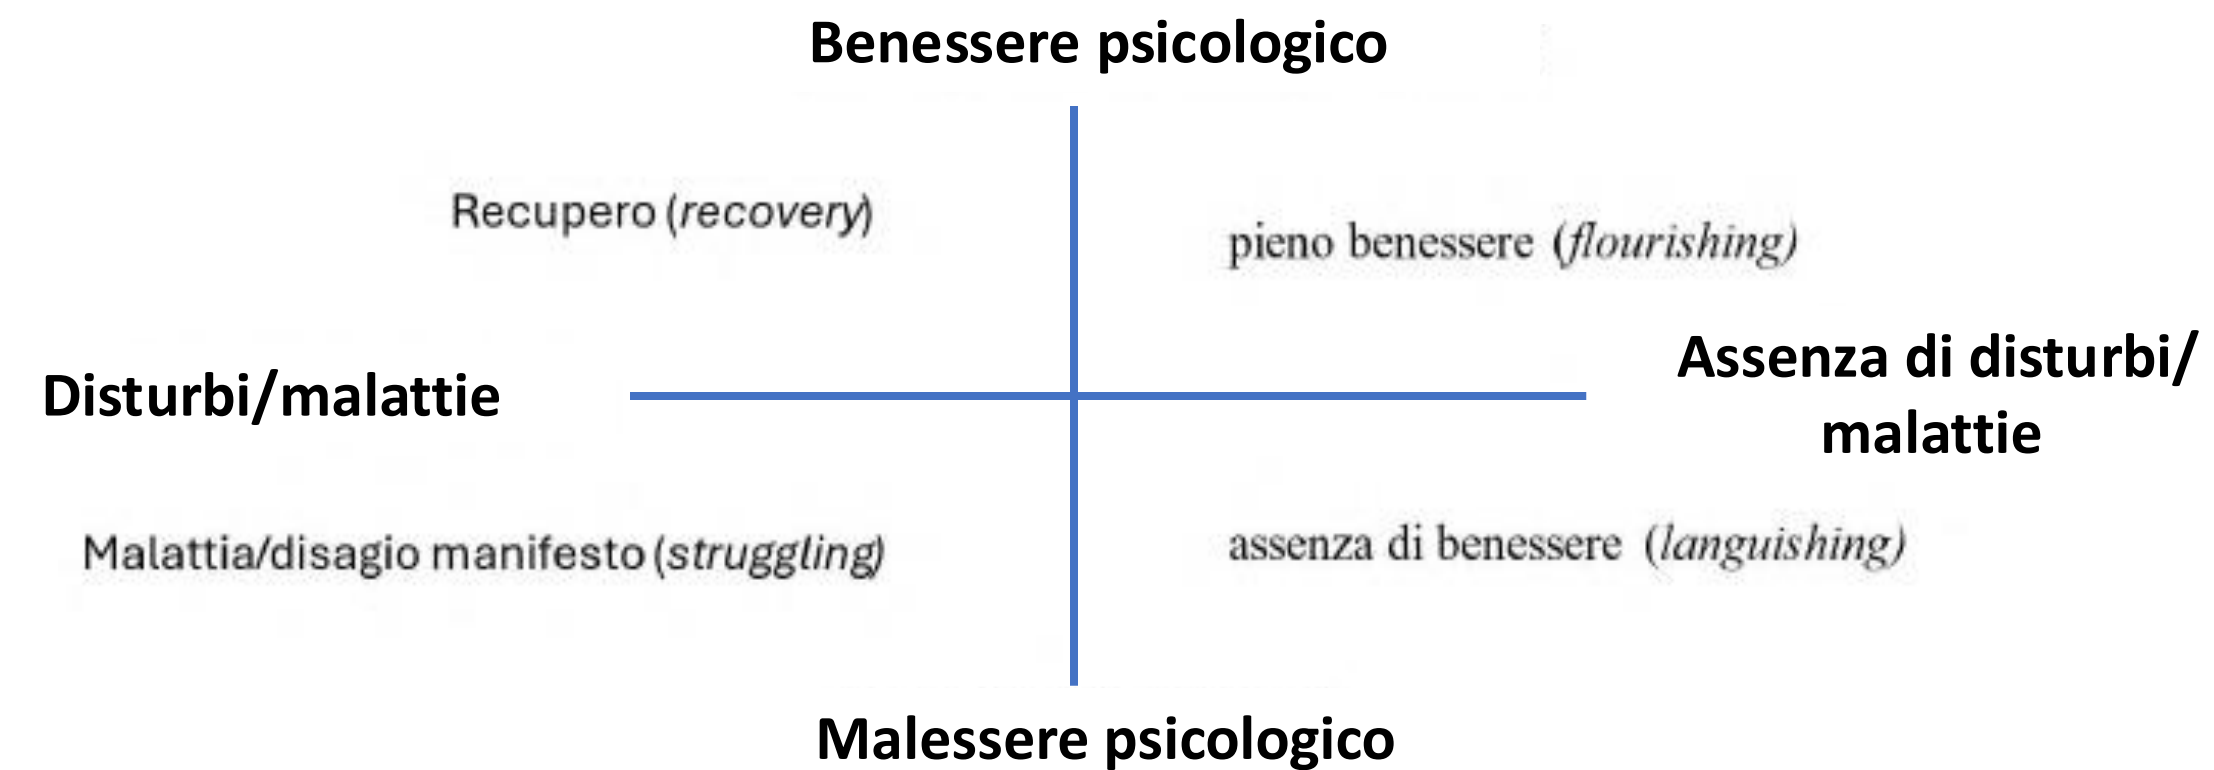 Benessere psicologico
Recupero (recovery)
pieno benessere (flourishing)
Disturbi/malattie
Assenza di disturbi/
malattie
Malattia/disagio manifesto (struggling)
assenza di benessere (languishing)
Malessere psicologico